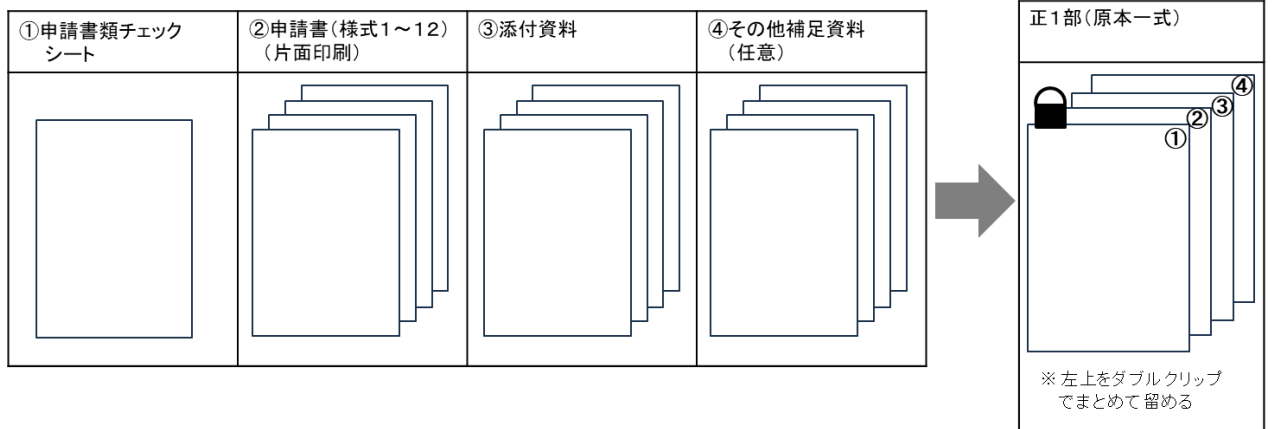 ①申請書類チェック
シート
②申請書(様式1~12)
(片面印刷)
③添付資料
④その他補足資料
(任意)
正1部(原本一式)
①
②
③
④
※左上をダブルクリップ
でまとめて留める